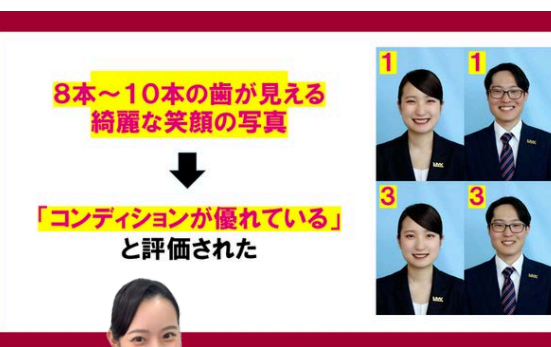 8本～10本の歯が見える
綺麗な笑顔の写真
「コンディションが優れている」
と評価された
1
1
3
3